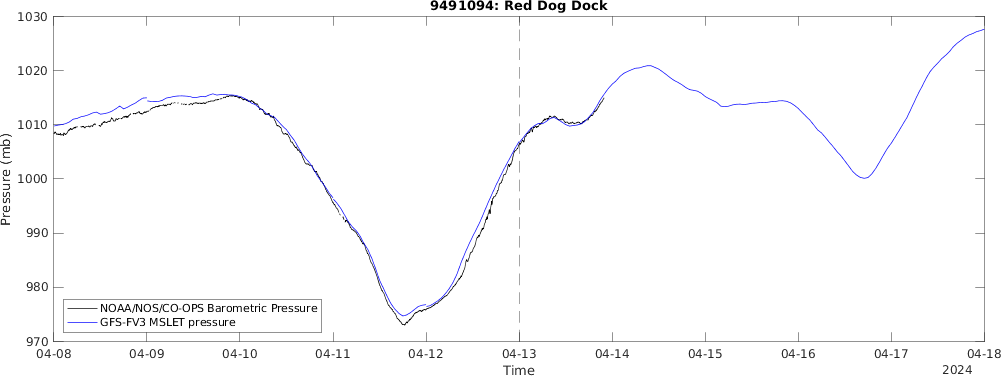 9491094: Red Dog Dock
1030
1020
1010
1000
990
980
970
Pressure (mb)
NOAA/NOS/CO-OPS Barometric Pressure
GFS-FV3 MSLET pressure
04-08 04-09 04-10 04-11 04-12 04-13 04-14 04-15 04-16 04-17 04-18
Time
2024